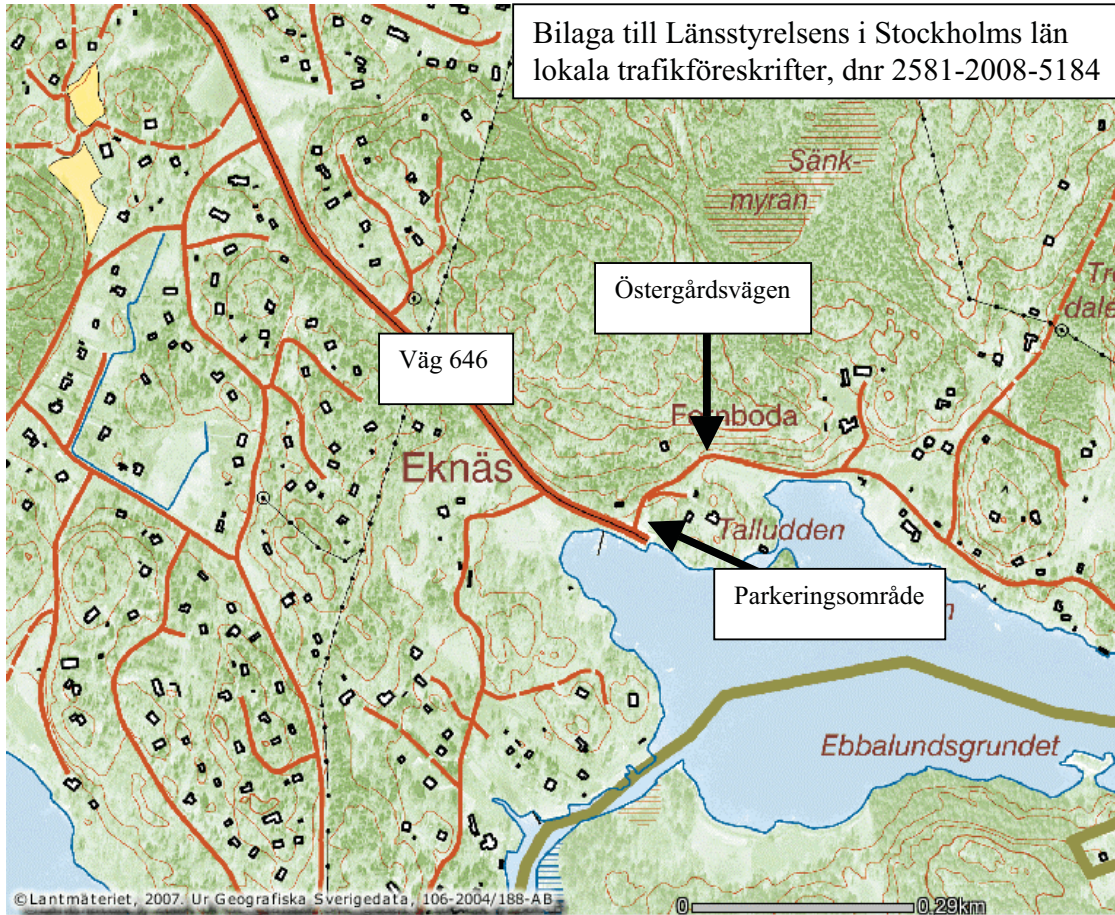 Bilaga till Länsstyrelsens i Stockholms län
lokala trafikföreskrifter, dnr 2581-2008-5184
Sänk-
myran
Östergårdsvägen
Väg 646
Eknäs
Talludden
Parkeringsområde
Ebbalundsgrundet
©Lantmäteriet, 2007. Ur Geografiska Sverigedata, 106-2004/188-AB
0 0.29km